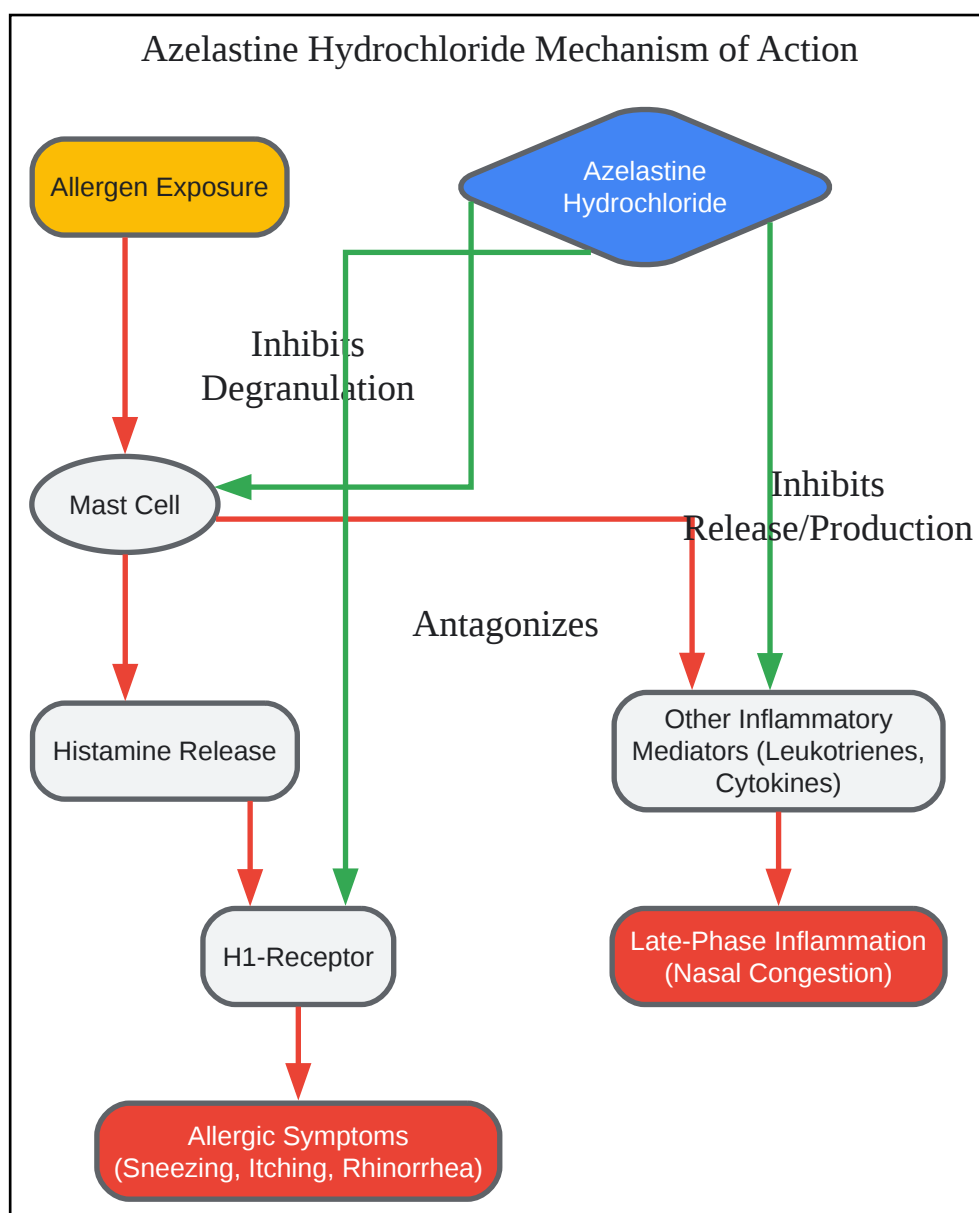 Azelastine Hydrochloride Mechanism of Action
Allergen Exposure
Azelastine
Hydrochloride
Inhibits
Degranulation
Mast Cell
Inhibits
Release/Production
Antagonizes
Histamine Release
Other Inflammatory
Mediators (Leukotrienes,
Cytokines)
H1-Receptor
Late-Phase Inflammation
(Nasal Congestion)
Allergic Symptoms
(Sneezing, Itching, Rhinorrhea)